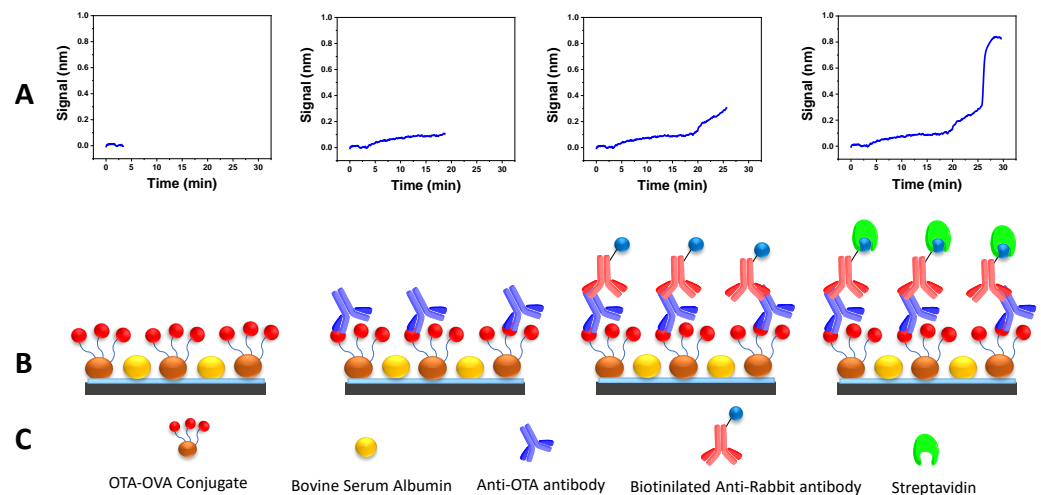 A
Signal (nm)
1.0
0.8
0.6
0.4
0.2
0.0
0 5 10 15 20 25 30
Time (min)
Signal (nm)
1.0
0.8
0.6
0.4
0.2
0.0
0 5 10 15 20 25 30
Time (min)
Signal (nm)
1.0
0.8
0.6
0.4
0.2
0.0
0 5 10 15 20 25 30
Time (min)
Signal (nm)
1.0
0.8
0.6
0.4
0.2
0.0
0 5 10 15 20 25 30
Time (min)
B
C
OTA-OVA Conjugate
Bovine Serum Albumin
Anti-OTA antibody
Biotinilated Anti-Rabbit antibody
Streptavidin